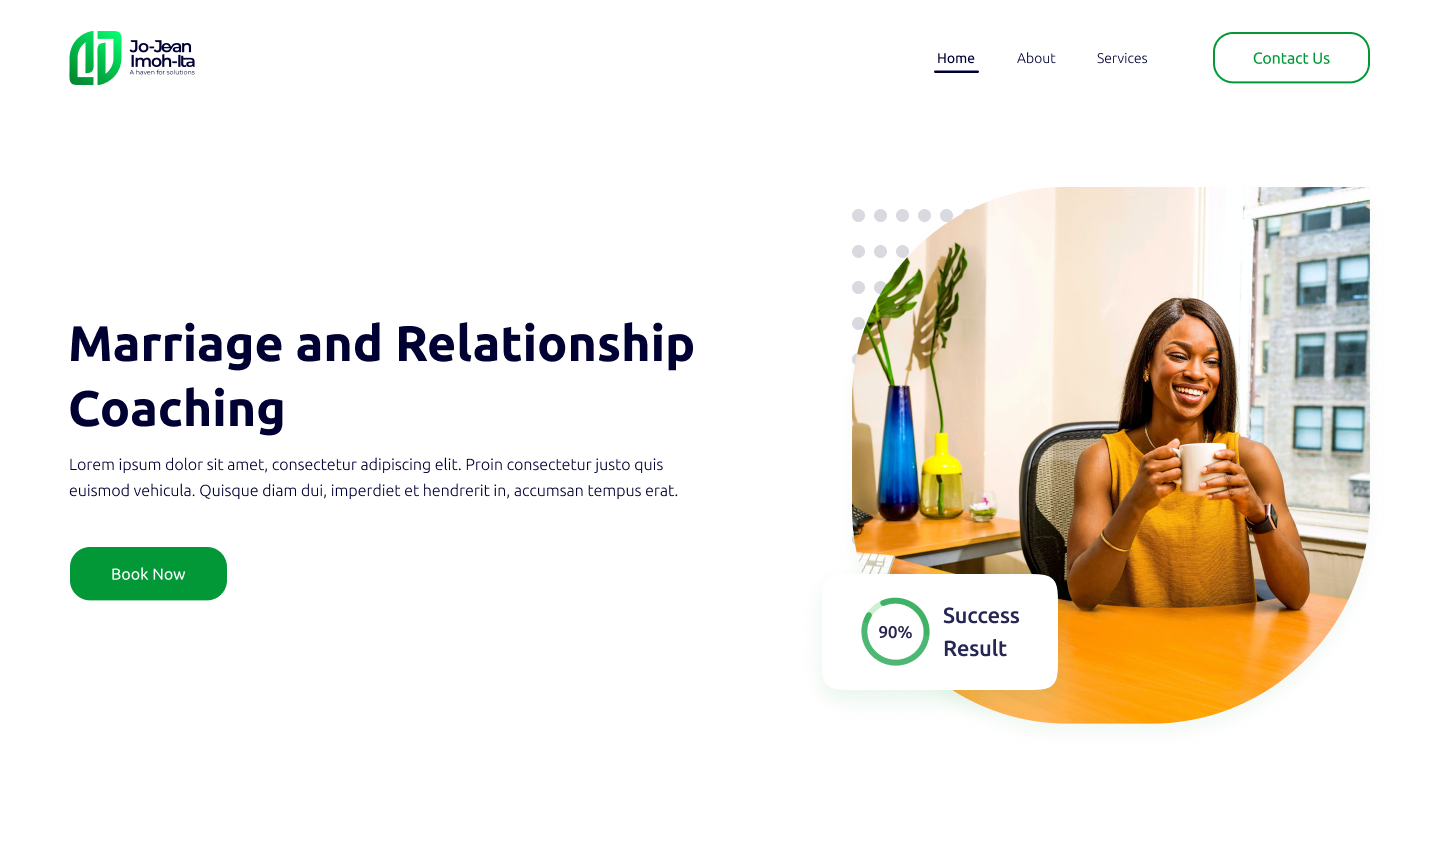 Jo-Jean
Imoh-Ita
A haven for solutions
Home
About
Services
Contact Us
Marriage and Relationship
Coaching
Lorem ipsum dolor sit amet, consectetur adipiscing elit. Proin consectetur justo quis
euismod vehicula. Quisque diam dui, imperdiet et hendrerit in, accumsan tempus erat.
Book Now
90%
Success
Result